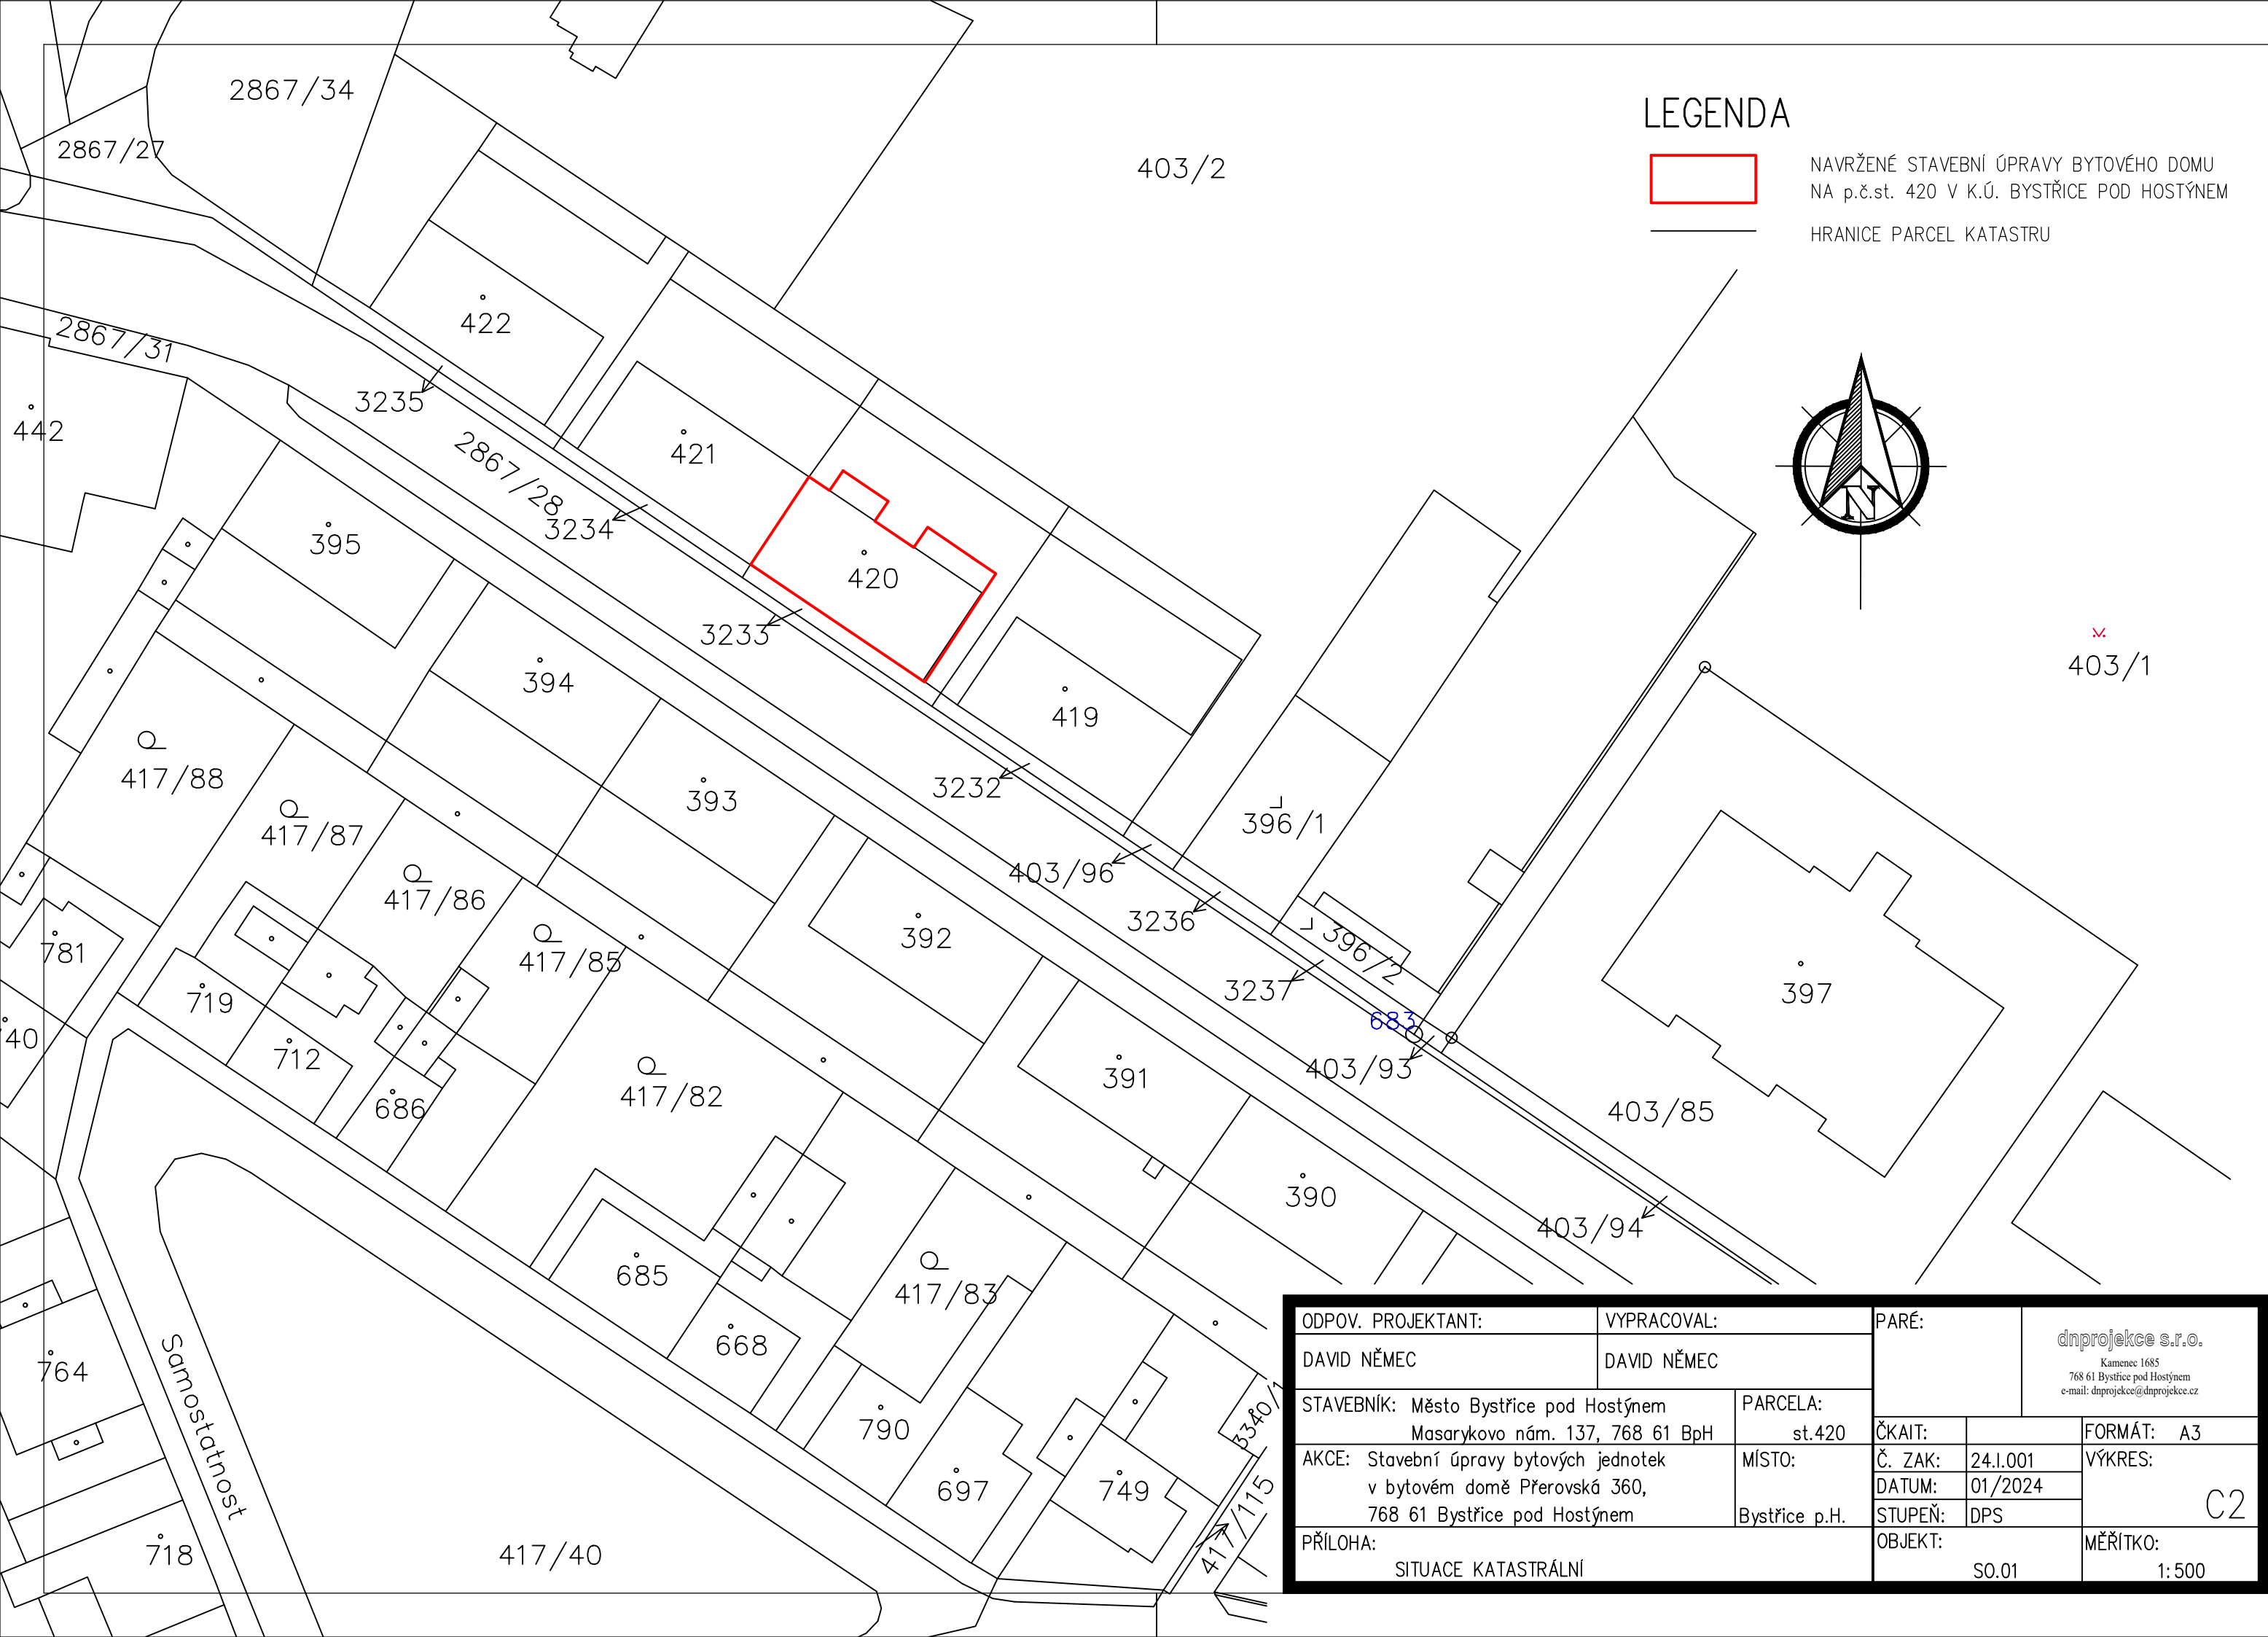 2867/34
2867/27
403/2
LEGENDA
NAVRŽENÉ STAVEBNÍ ÚPRAVY BYTOVÉHO DOMU
NA p.č.st. 420 V K.Ú. BYSTŘICE POD HOSTÝNEM
HRANICE PARCEL KATASTRU
N
422
2867/31
3235
442
421
2867/28
3234
395
420
3233
403/1
394
419
417/88
3232
393
396/1
417/87
403/96
417/86
3236
392
396/2
781
417/85
3237
397
719
683
40
712
403/93
391
417/82
686
403/85
390
403/94
685
417/83
668
764
Samostatnost
790
3340/1
697
749
417/115
718
417/40
ODPOV. PROJEKTANT:
VYPRACOVAL:
PARÉ:
DAVID NĚMEC
DAVID NĚMEC
dnprojekce s.r.o.
Kamenec 1685
768 61 Bystřice pod Hostýnem
e-mail: dnprojekce@dnprojekce.cz
STAVEBNÍK: Město Bystřice pod Hostýnem
Masarykovo nám. 137, 768 61 BpH
PARCELA:
st.420
ČKAIT:
FORMÁT: A3
AKCE: Stavební úpravy bytových jednotek
v bytovém domě Přerovská 360,
768 61 Bystřice pod Hostýnem
MÍSTO:
Bystřice p.H.
Č. ZAK: 24.I.001
DATUM: 01/2024
STUPEŇ: DPS
VÝKRES:
C2
PŘÍLOHA:
SITUACE KATASTRÁLNÍ
OBJEKT:
SO.01
MĚŘÍTKO:
1:500